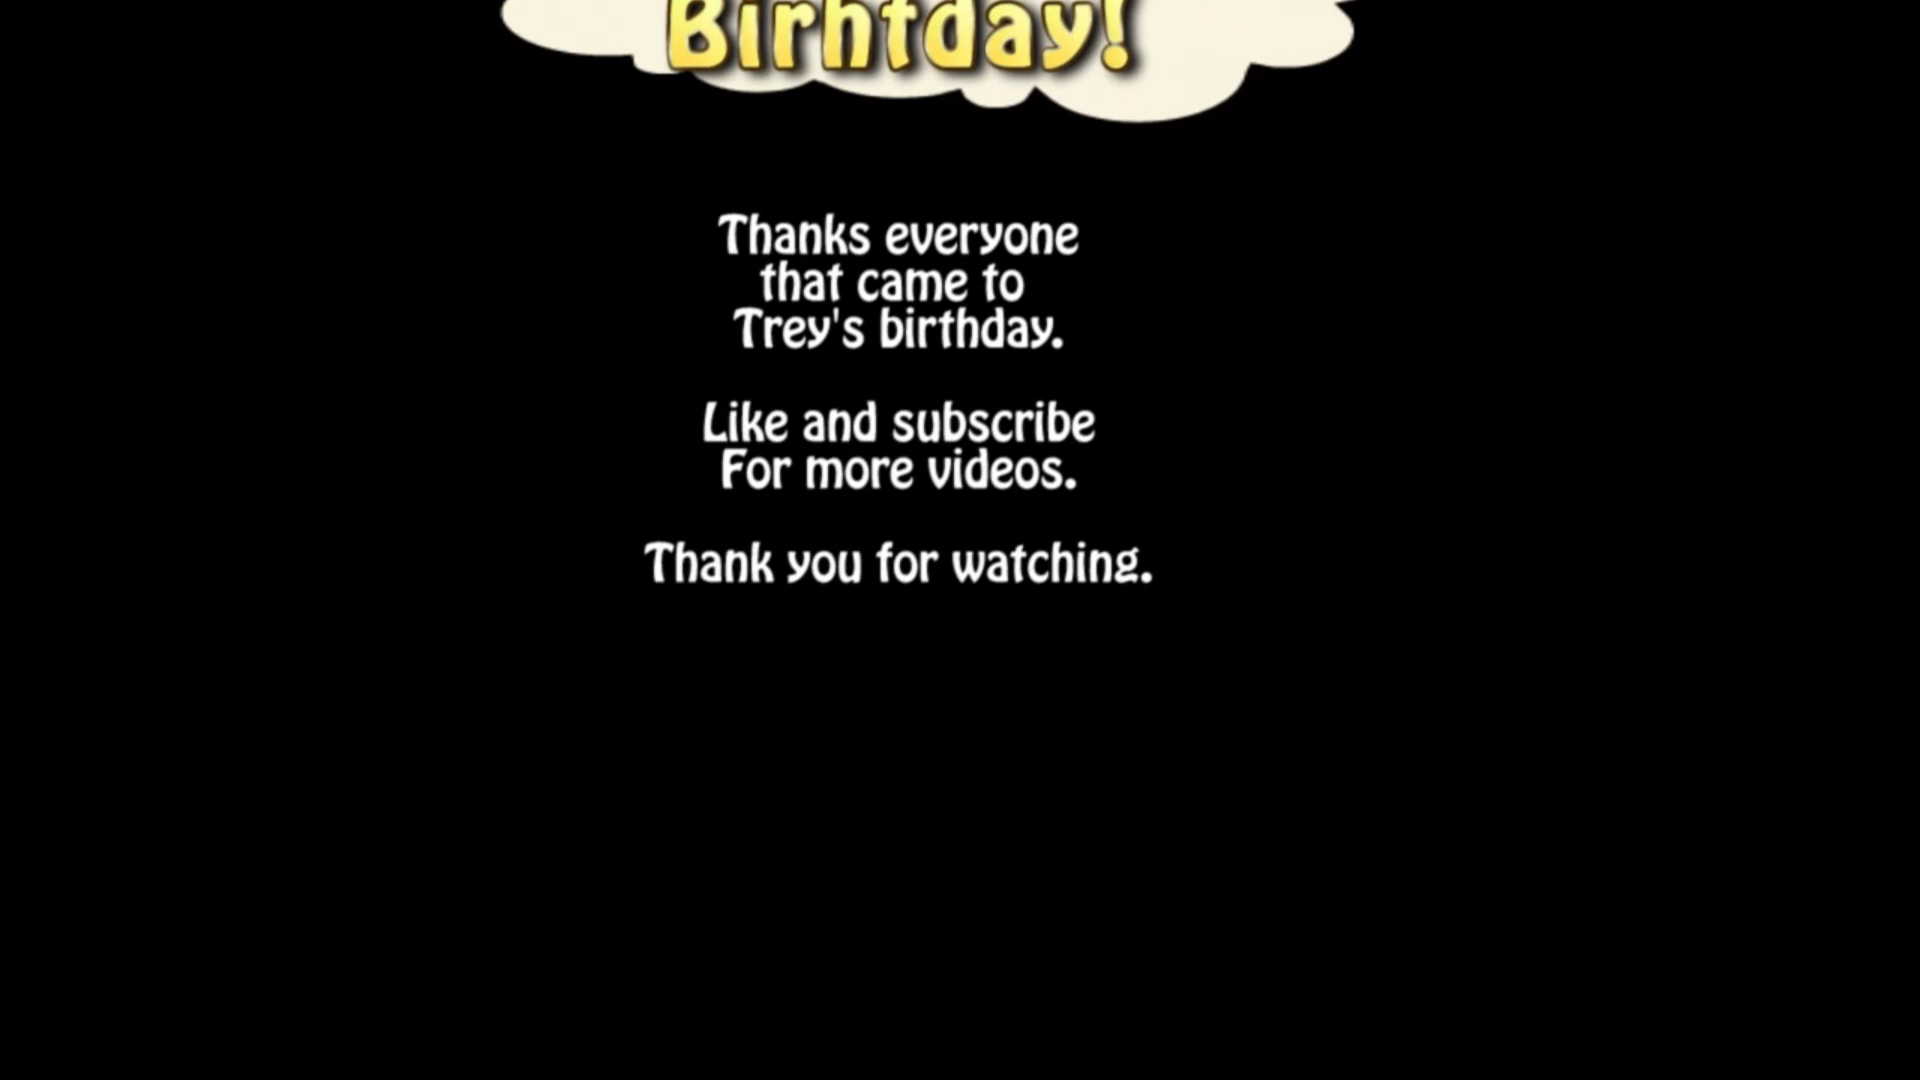 Birhtday!
Thanks everyone
that came to
Trey's birthday.
Like and subscribe
For more videos.
Thank you for watching.